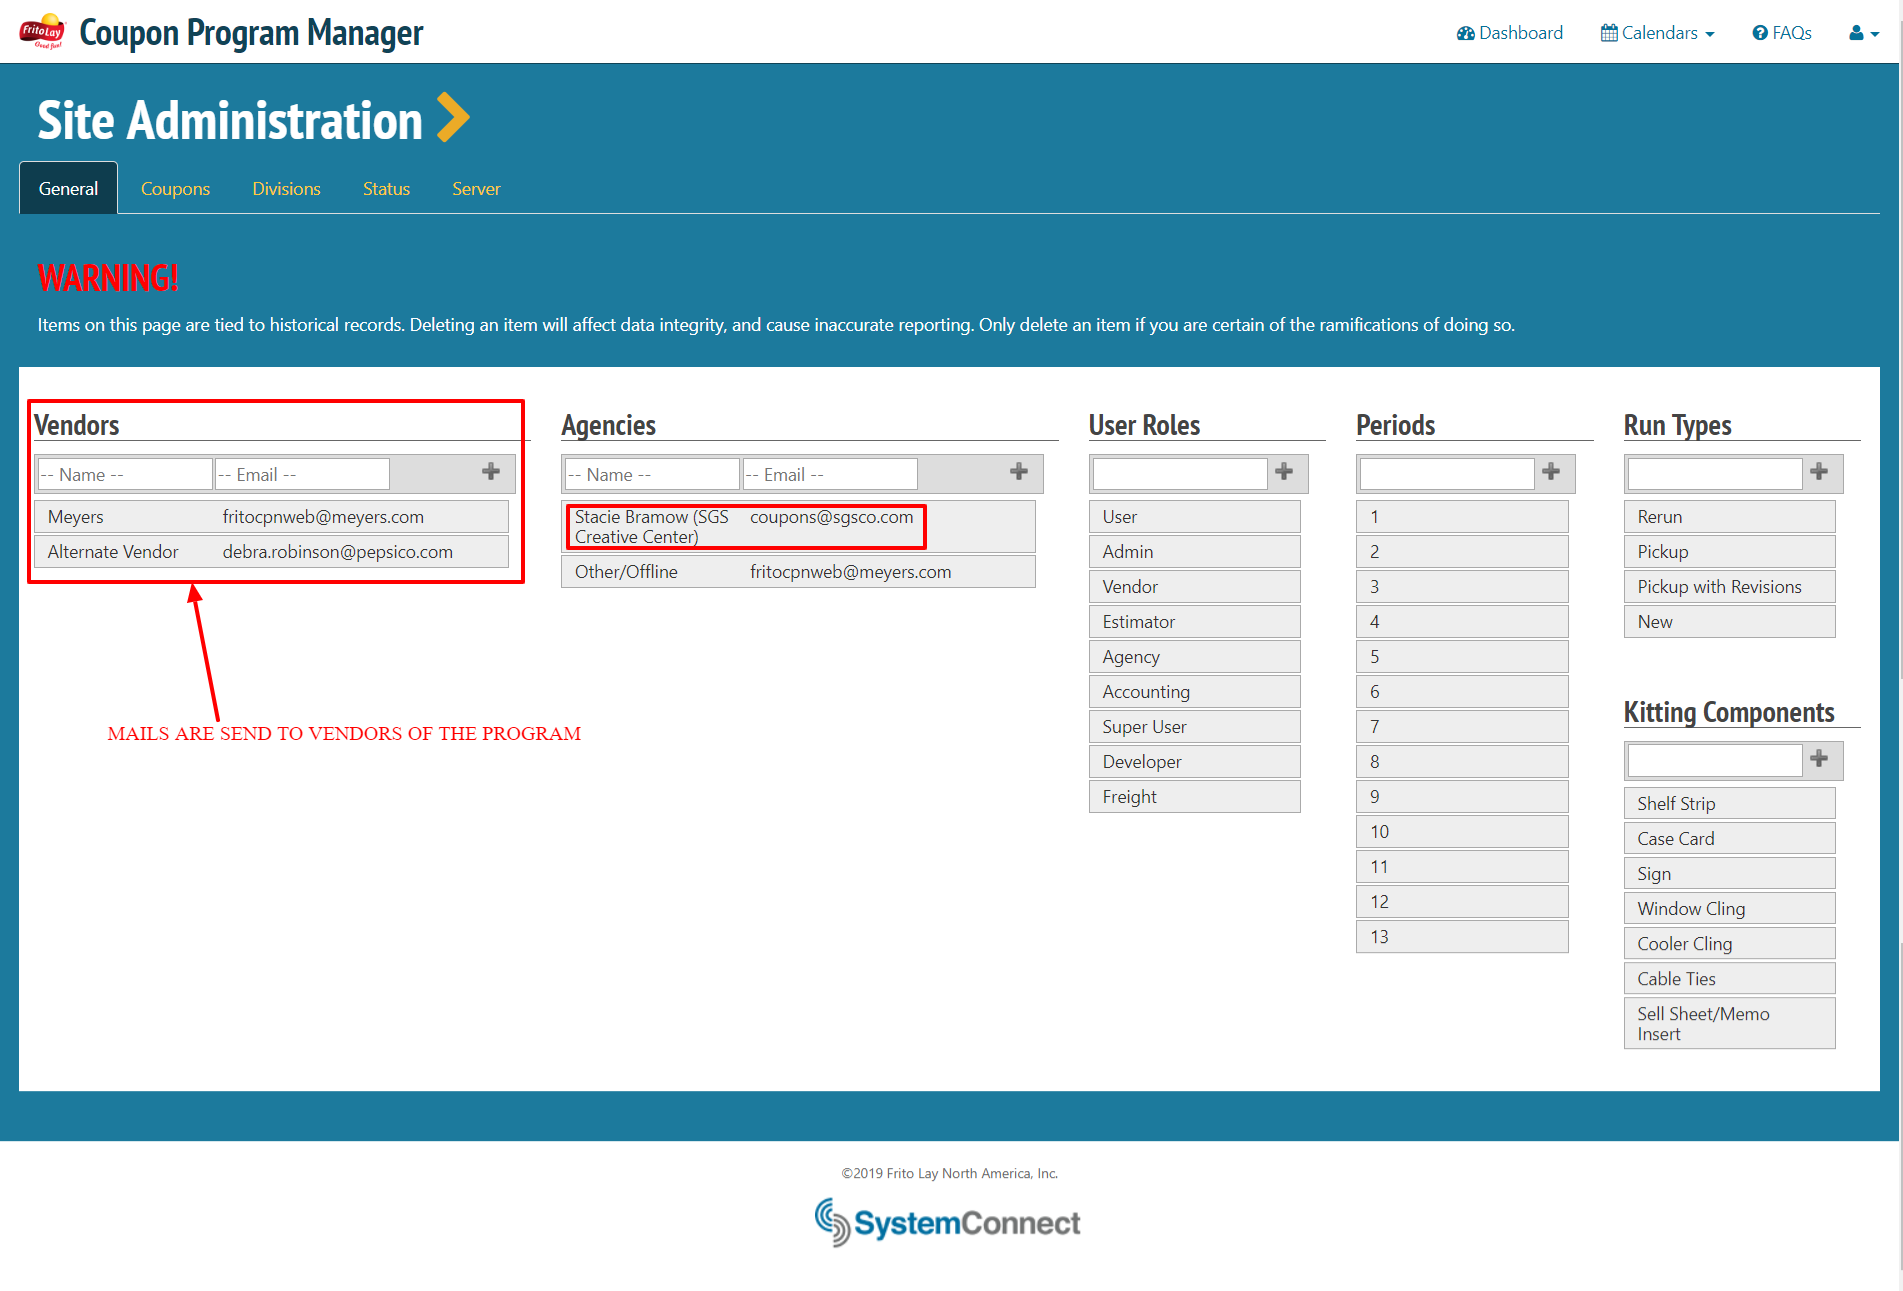 FritoLay
Good fun!
Coupon Program Manager
Dashboard
Calendars
FAQs
Site Administration
General
Coupons
Divisions
Status
Server
WARNING!
Items on this page are tied to historical records. Deleting an item will affect data integrity, and cause inaccurate reporting. Only delete an item if you are certain of the ramifications of doing so.
Vendors
-- Name --
-- Email --
Meyers
fritocpnweb@meyers.com
Alternate Vendor
debra.robinson@pepsico.com
MAILS ARE SEND TO VENDORS OF THE PROGRAM
Agencies
-- Name --
-- Email --
Stacie Bramow (SGS
Creative Center)
coupons@sgsco.com
Other/Offline
fritocpnweb@meyers.com
User Roles
User
Admin
Vendor
Estimator
Agency
Accounting
Super User
Developer
Freight
Periods
1
2
3
4
5
6
7
8
9
10
11
12
13
Run Types
Rerun
Pickup
Pickup with Revisions
New
Kitting Components
Shelf Strip
Case Card
Sign
Window Cling
Cooler Cling
Cable Ties
Sell Sheet/Memo
Insert
©2019 Frito Lay North America, Inc.
SystemConnect